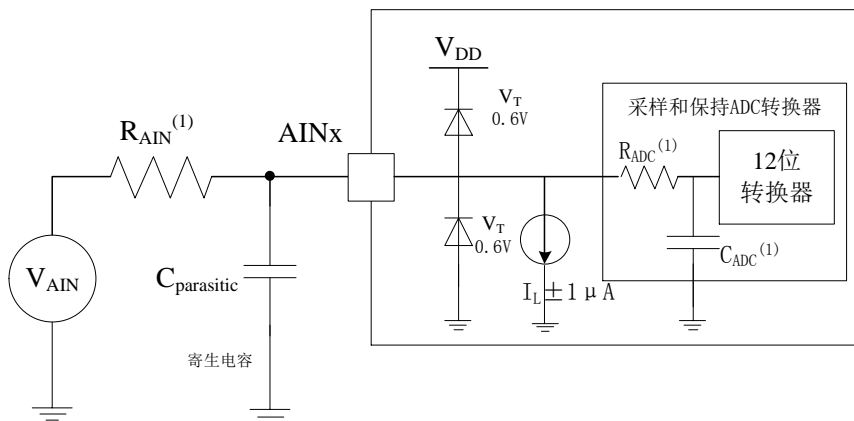 V_DD
V_T
0.6V
采样和保持ADC转换器
R_AIN^(1)
AINx
R_ADC^(1)
12位
转换器
V_T
0.6V
V_AIN
C_parasitic
C_ADC^(1)
I_L±1μA
寄生电容